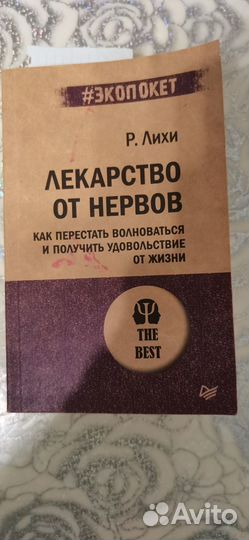 #ЭКОПОКЕТ
Р. ЛИХИ
ЛЕКАРСТВО
ОТ НЕРВОВ
КАК ПЕРЕСТАТЬ ВОЛНОВАТЬСЯ
И ПОЛУЧИТЬ УДОВОЛЬСТВИЕ
ОТ ЖИЗНИ
THE
BEST
Avito